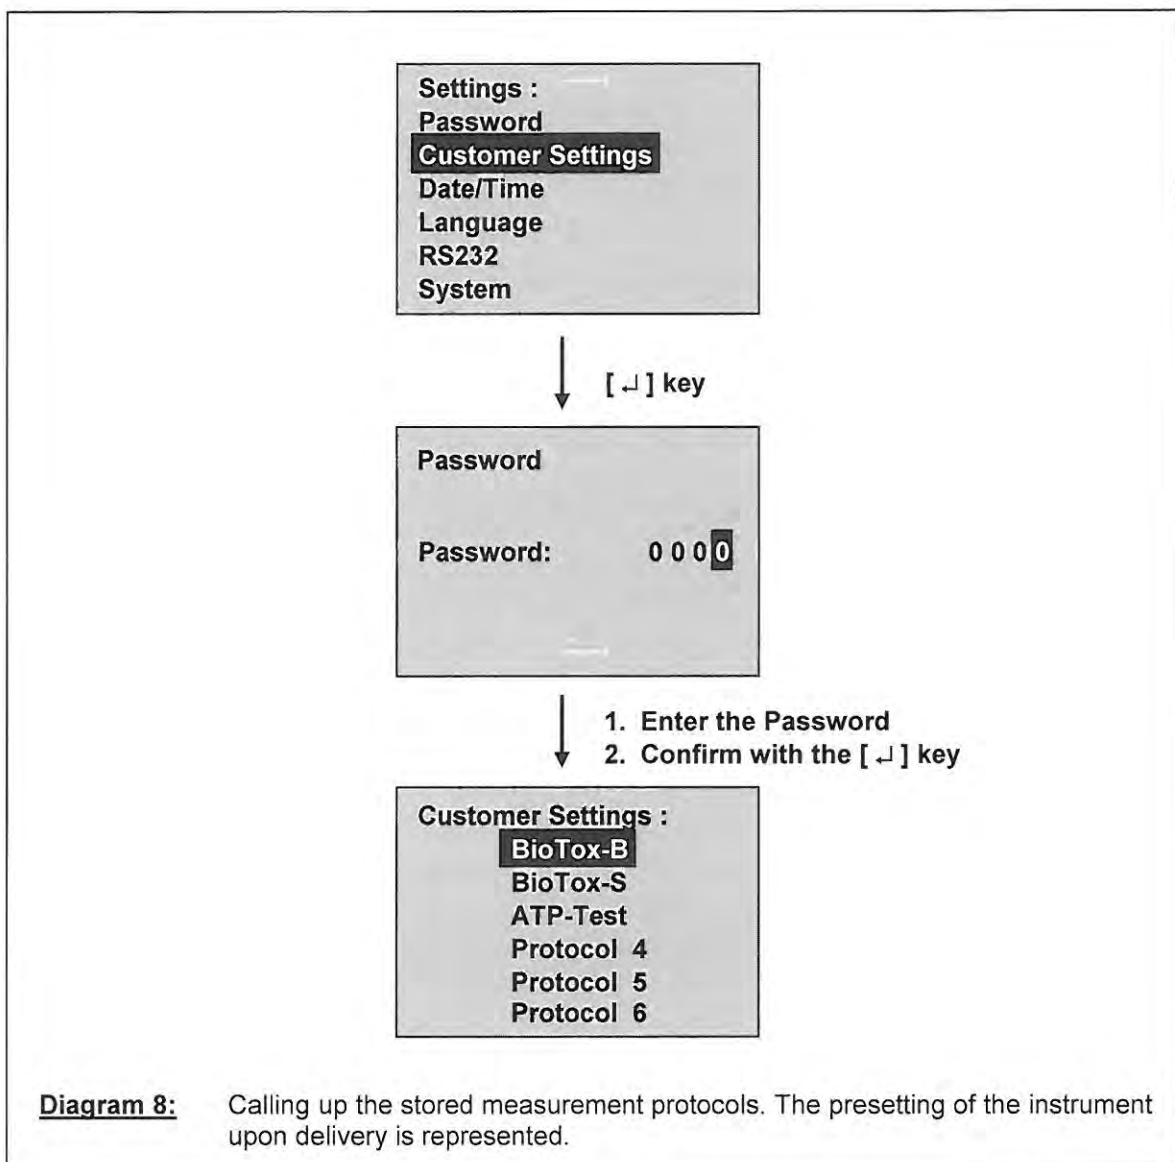 Settings :
Password
Customer Settings
Date/Time
Language
RS232
System
[ ↵ ] key
Password
Password: 0 0 0 0
1. Enter the Password
2. Confirm with the [ ↵ ] key
Customer Settings :
BioTox-B
BioTox-S
ATP-Test
Protocol 4
Protocol 5
Protocol 6
Diagram 8: Calling up the stored measurement protocols. The presetting of the instrument
upon delivery is represented.